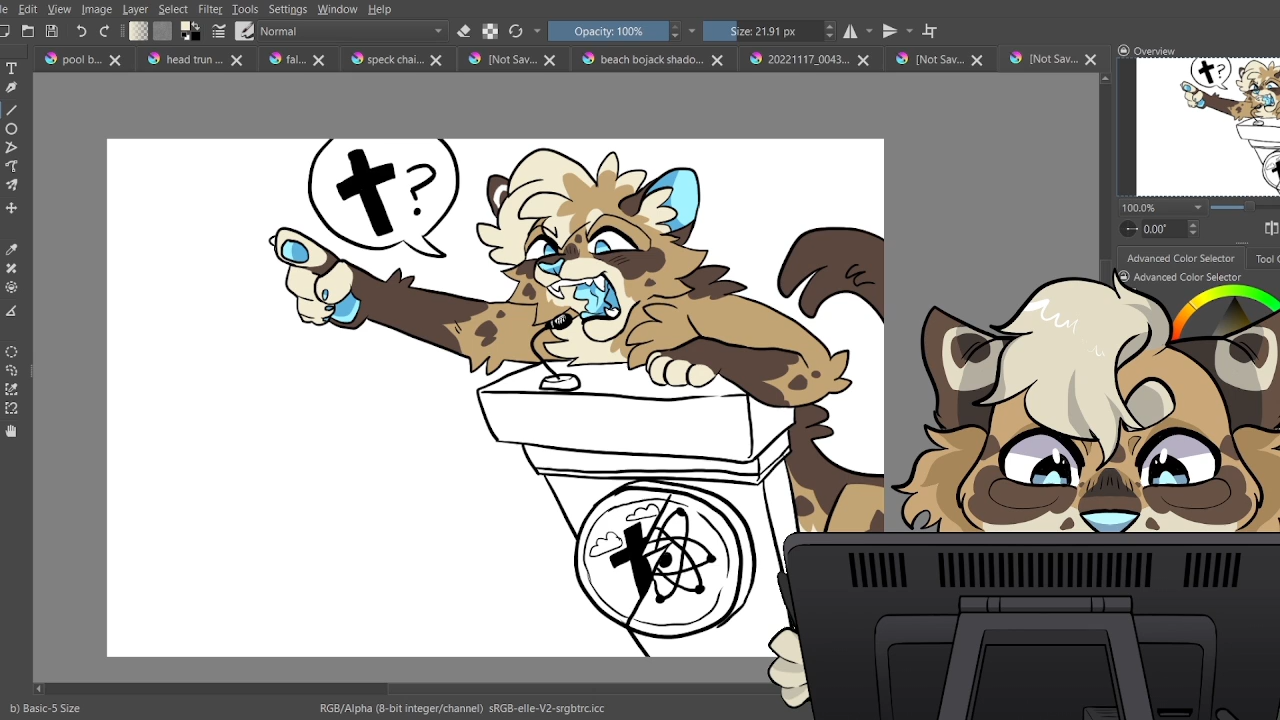 le Edit View Image Layer Select Filter Tools Settings Window Help
Normal Opacity: 100% Size: 21.91 px
pool b... head trun ... fal... speck chai... [Not Sav... beach bojack shado... 20221117_0043... [Not Sav... [Not Sav...
Overview
?
100.0%
0.00°
Advanced Color Selector Tool
Advanced Color Selector
b) Basic-5 Size RGB/Alpha (8-bit integer/channel) sRGB-elle-V2-srgbtrc.icc